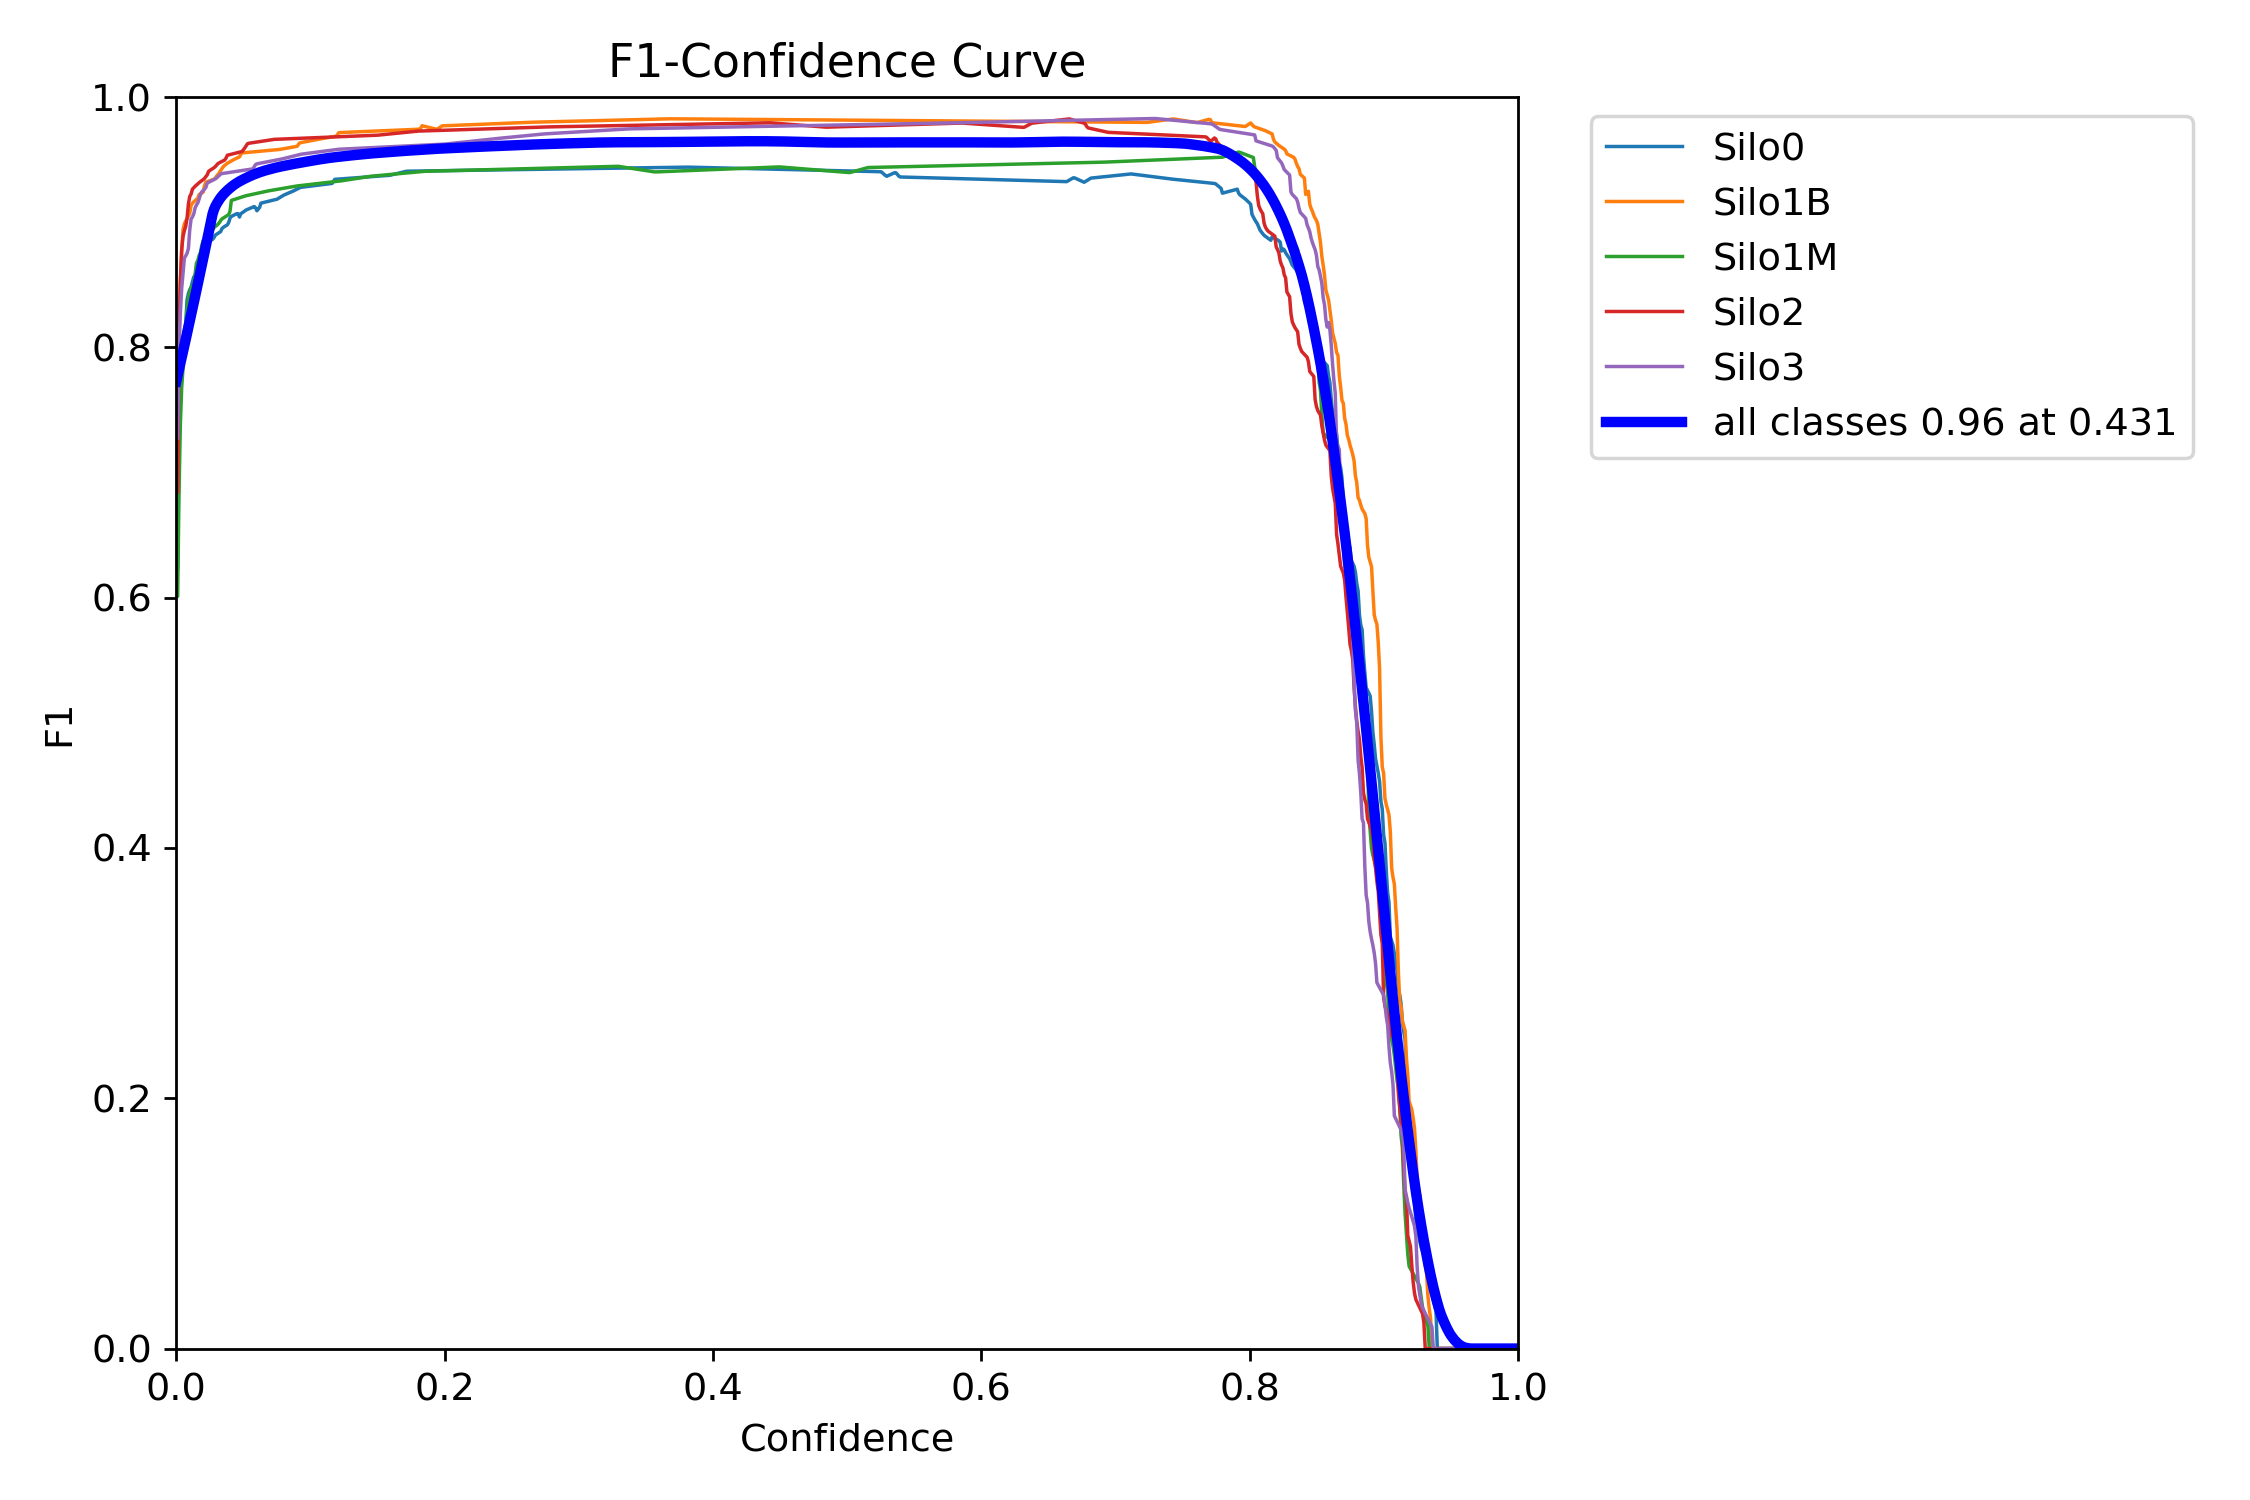 F1-Confidence Curve
1.0
0.8
0.6
0.4
0.2
0.0
F1
0.0 0.2 0.4 0.6 0.8 1.0
Confidence
Silo0
Silo1B
Silo1M
Silo2
Silo3
all classes 0.96 at 0.431